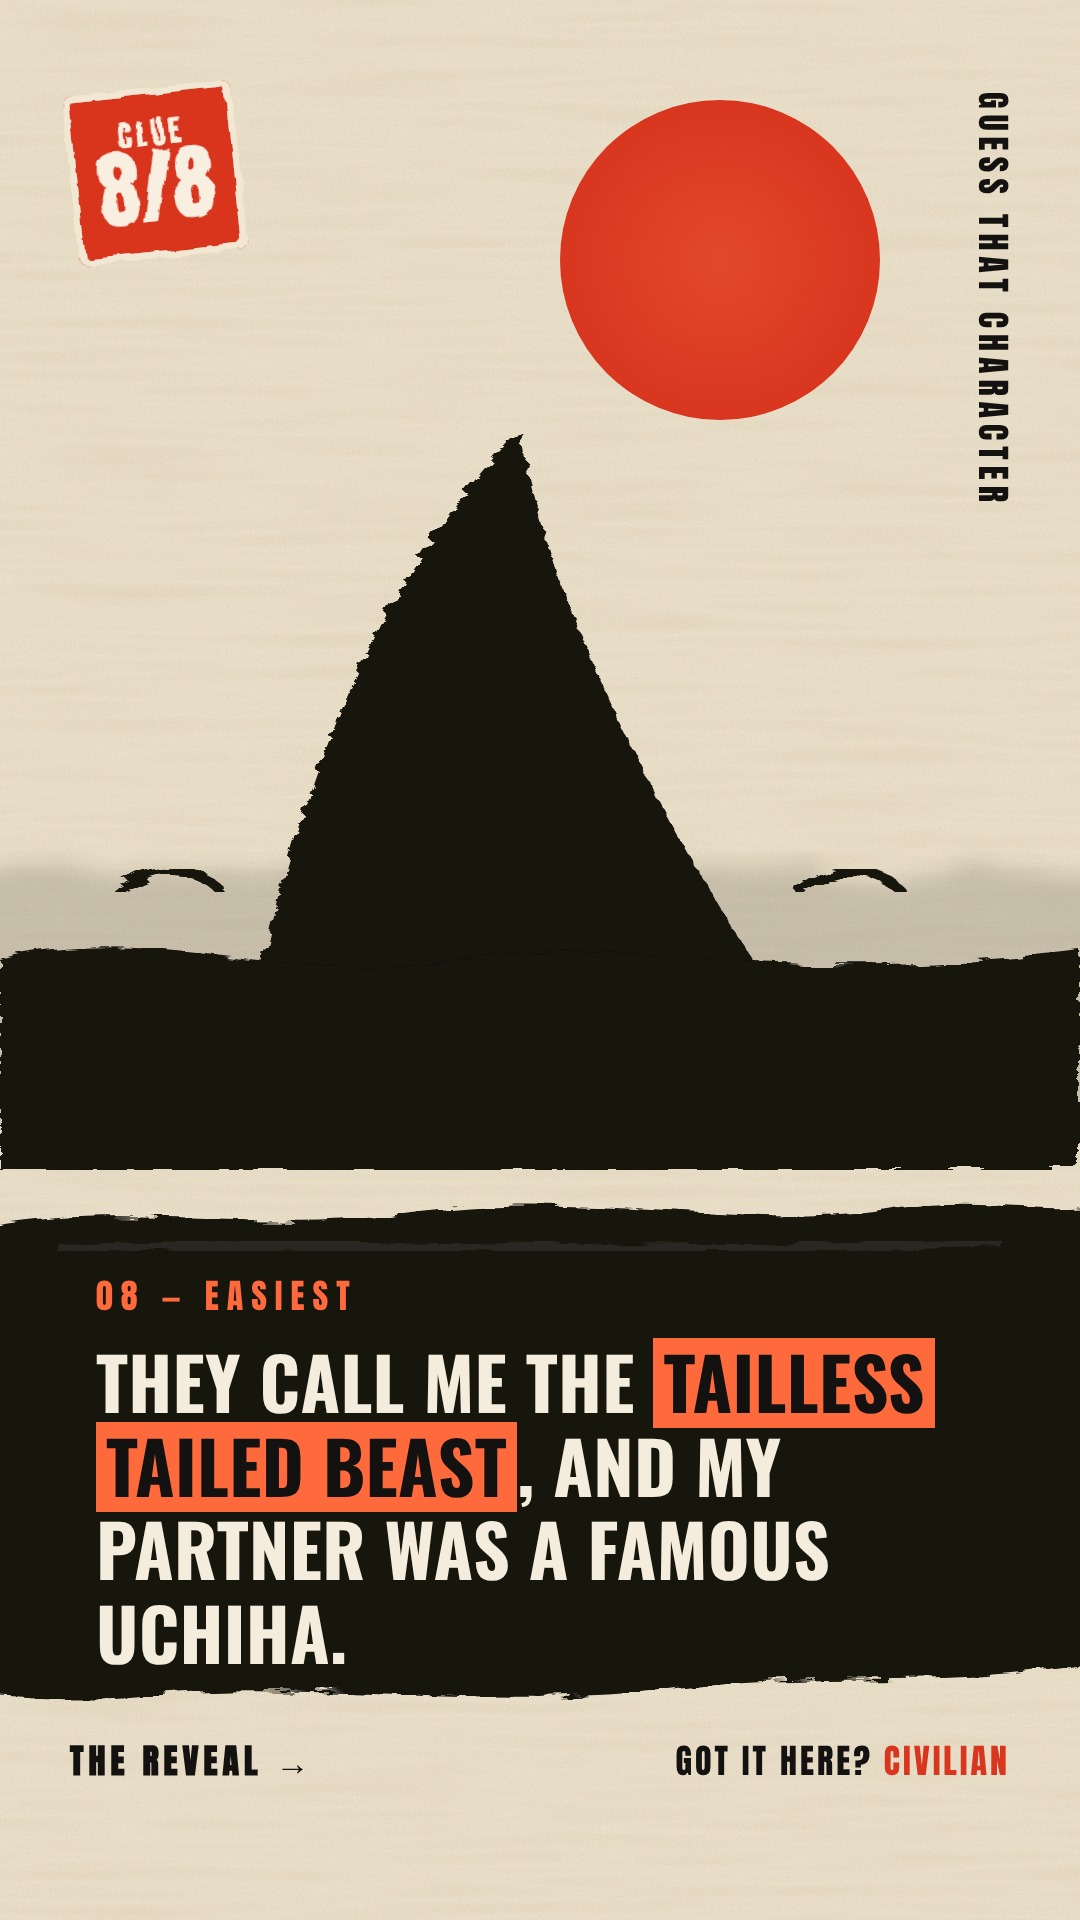 CLUE
8/8
GUESS THAT CHARACTER
08 – EASIEST
THEY CALL ME THE TAILLESS
TAILED BEAST, AND MY
PARTNER WAS A FAMOUS
UCHIHA.
THE REVEAL →
GOT IT HERE? CIVILIAN